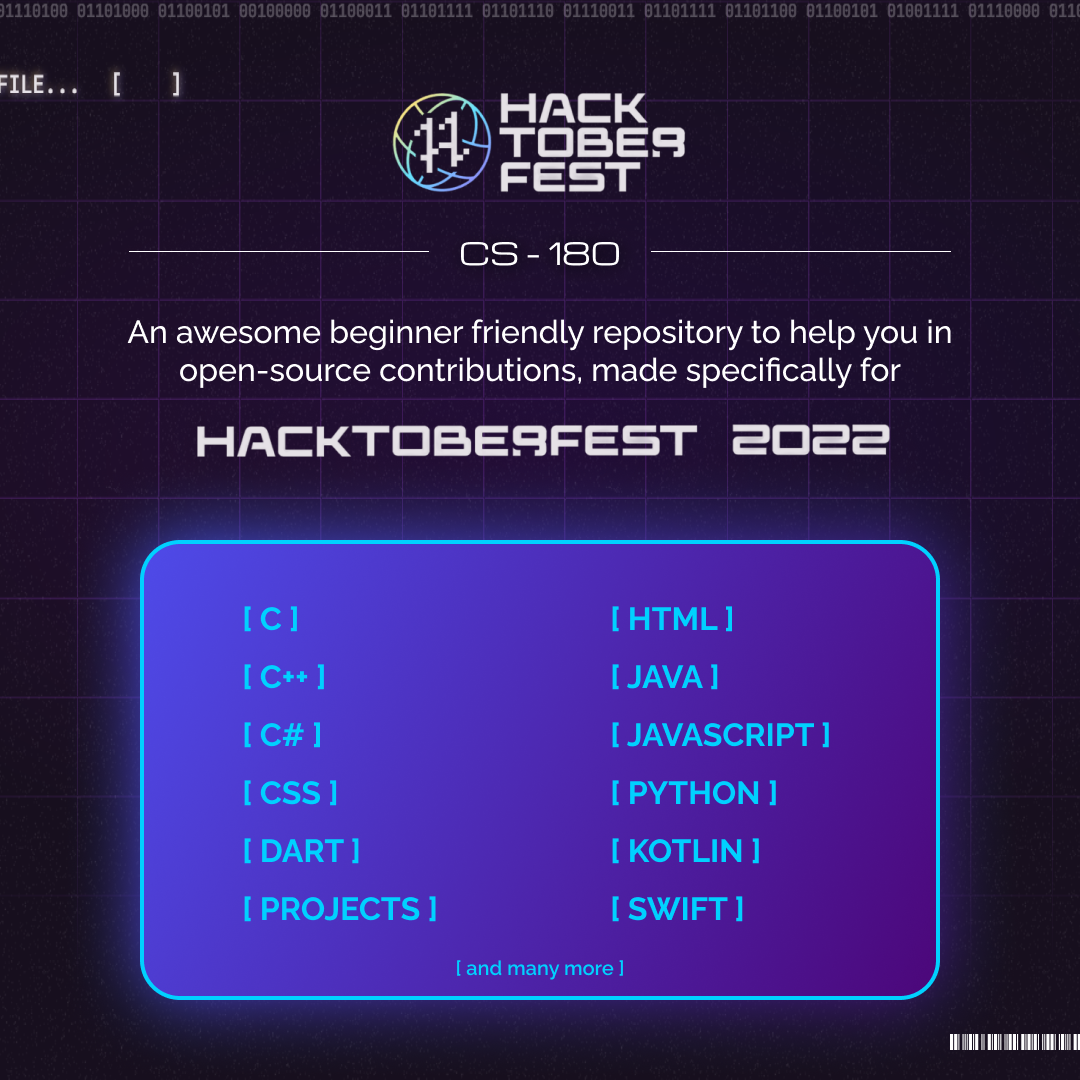 01110100 01101000 01100101 00100000 01100011 01101111 01101110 01110011 01101111 01101100 01100101 01001111 01110000 0110
FILE... [ ]
HACK
TOBER
FEST
CS - 180
An awesome beginner friendly repository to help you in
open-source contributions, made specifically for
HACKTOBERFEST 2022
[ C ]
[ C++ ]
[ C# ]
[ CSS ]
[ DART ]
[ PROJECTS ]
[ HTML ]
[ JAVA ]
[ JAVASCRIPT ]
[ PYTHON ]
[ KOTLIN ]
[ SWIFT ]
[ and many more ]